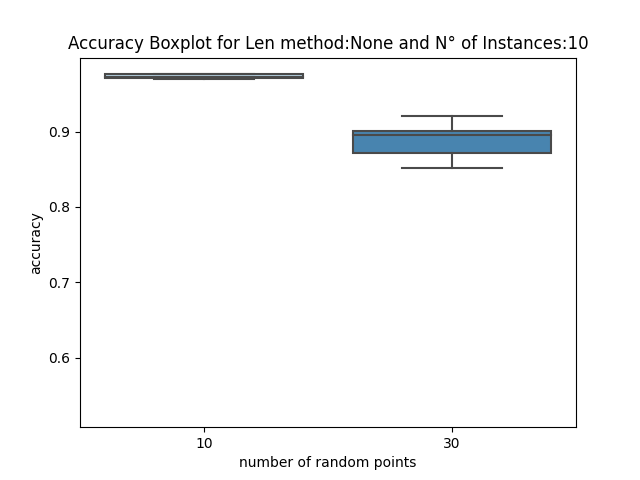 Accuracy Boxplot for Len method:None and N° of Instances:10
accuracy
0.9
0.8
0.7
0.6
10
30
number of random points